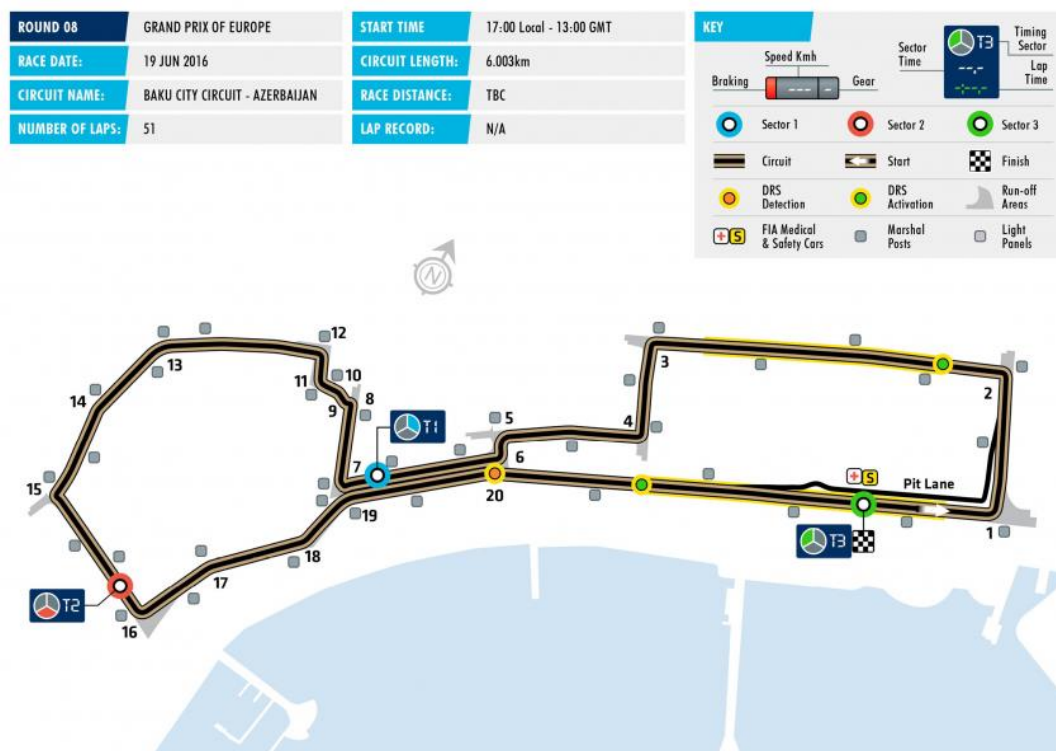 ROUND 08 GRAND PRIX OF EUROPE
RACE DATE: 19 JUN 2016
CIRCUIT NAME: BAKU CITY CIRCUIT - AZERBAIJAN
NUMBER OF LAPS: 51
START TIME 17:00 Local - 13:00 GMT
CIRCUIT LENGTH: 6.003km
RACE DISTANCE: TBC
LAP RECORD: N/A
KEY
Speed Kmh
Braking
--- -
Gear
Sector
Time
T3
Timing
Sector
Lap
Time
Sector 1
Sector 2
Sector 3
Circuit
Start
Finish
DRS
Detection
DRS
Activation
Run-off
Areas
+ S FIA Medical
& Safety Cars
Marshal
Posts
Light
Panels
N
12
13
3
10
11
2
8
9
14
5
4
T1
7
6
15
+ S
Pit Lane
20
19
1
T3
18
17
T2
16